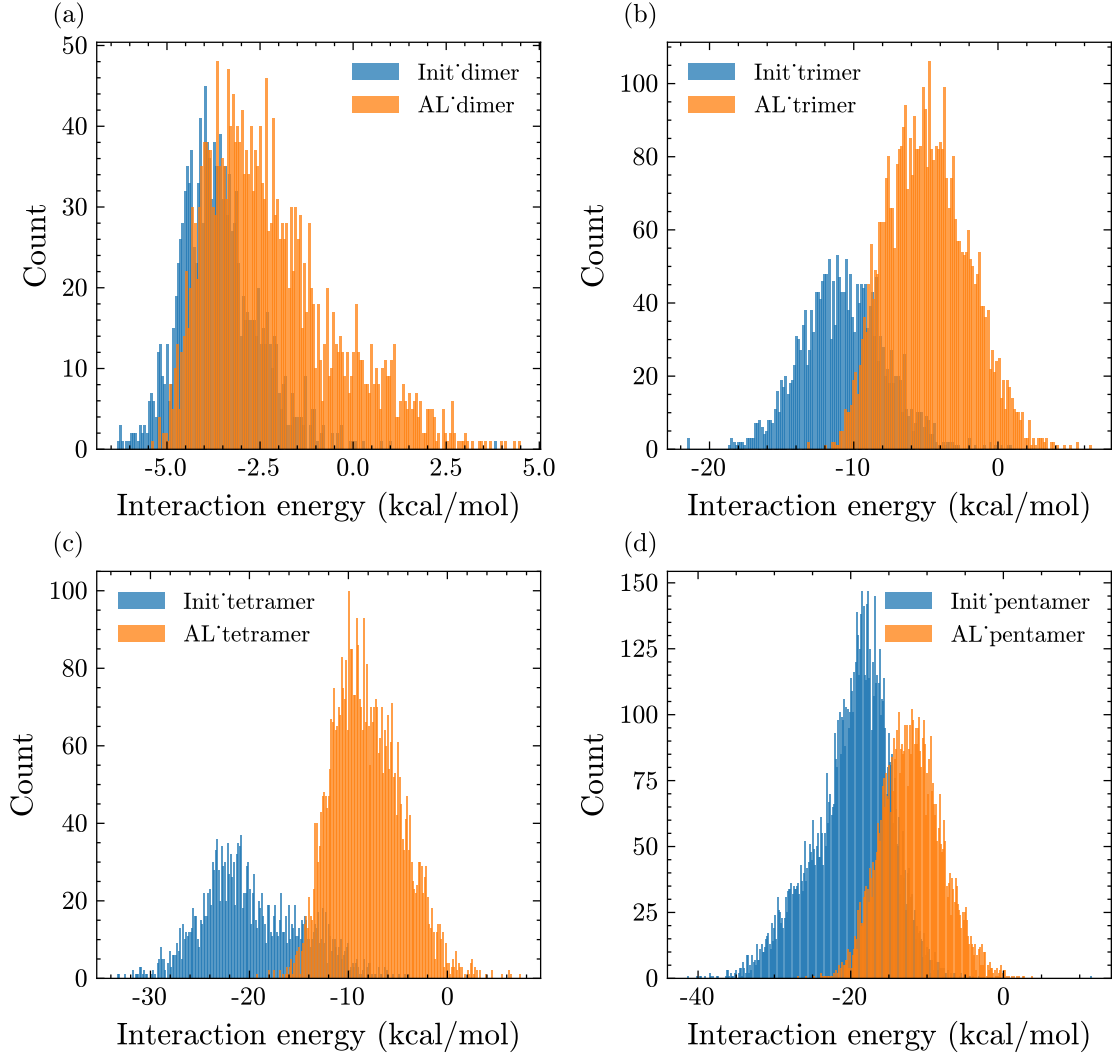 (a)
50
40
30
20
10
0
Count
Init˙dimer
AL˙dimer
-5.0 -2.5 0.0 2.5 5.0
Interaction energy (kcal/mol)
(b)
100
80
60
40
20
0
Count
Init˙trimer
AL˙trimer
-20 -10 0
Interaction energy (kcal/mol)
(c)
100
80
60
40
20
0
Count
Init˙tetramer
AL˙tetramer
-30 -20 -10 0
Interaction energy (kcal/mol)
(d)
150
125
100
75
50
25
0
Count
Init˙pentamer
AL˙pentamer
-40 -20 0
Interaction energy (kcal/mol)